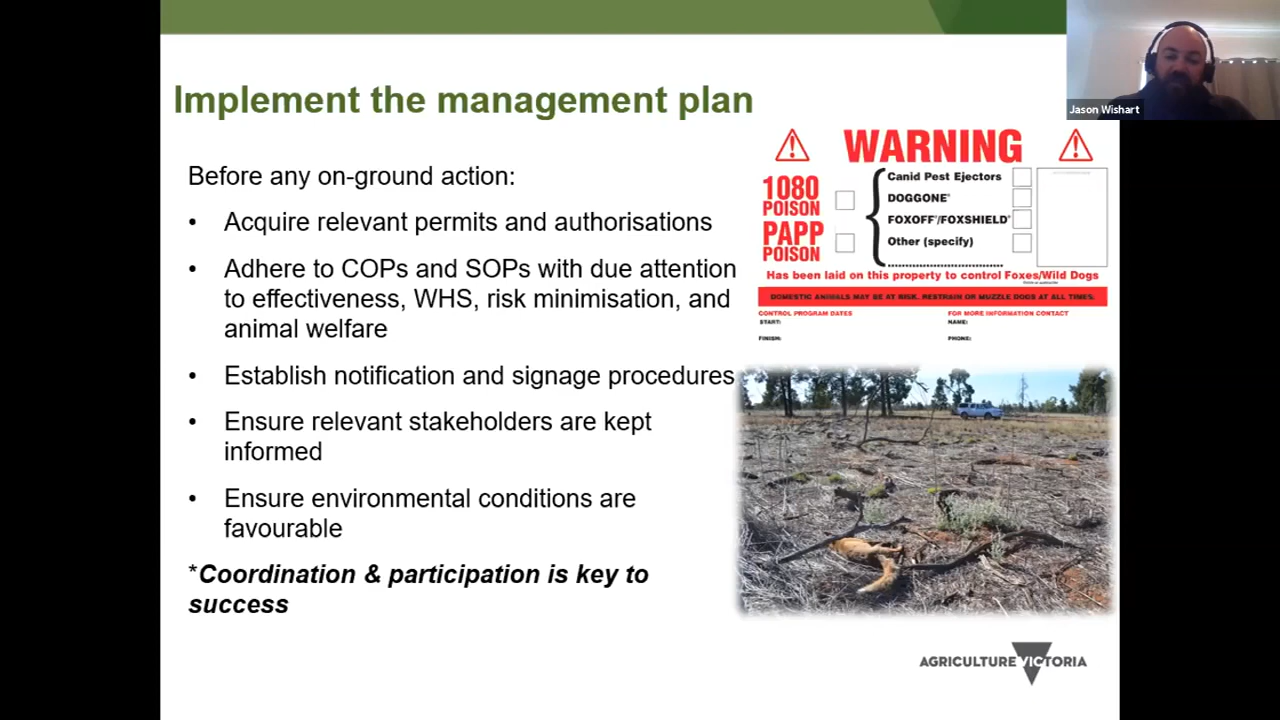 Implement the management plan
Jason Wishart
Before any on-ground action:
• Acquire relevant permits and authorisations
• Adhere to COPs and SOPs with due attention
to effectiveness, WHS, risk minimisation, and
animal welfare
• Establish notification and signage procedures
• Ensure relevant stakeholders are kept
informed
• Ensure environmental conditions are
favourable
*Coordination & participation is key to
success
WARNING
1080
POISON
PAPP
POISON
Canid Pest Ejectors
DOGGONE®
FOXOFF®/FOXSHIELD®
Other (specify)
Has been laid on this property to control Foxes/Wild Dogs
DOMESTIC ANIMALS MAY BE AT RISK. RESTRAIN OR MUZZLE DOGS AT ALL TIMES.
CONTROL PROGRAM DATES
START:
FINISH:
FOR MORE INFORMATION CONTACT
NAME:
PHONE:
AGRICULTURE VICTORIA